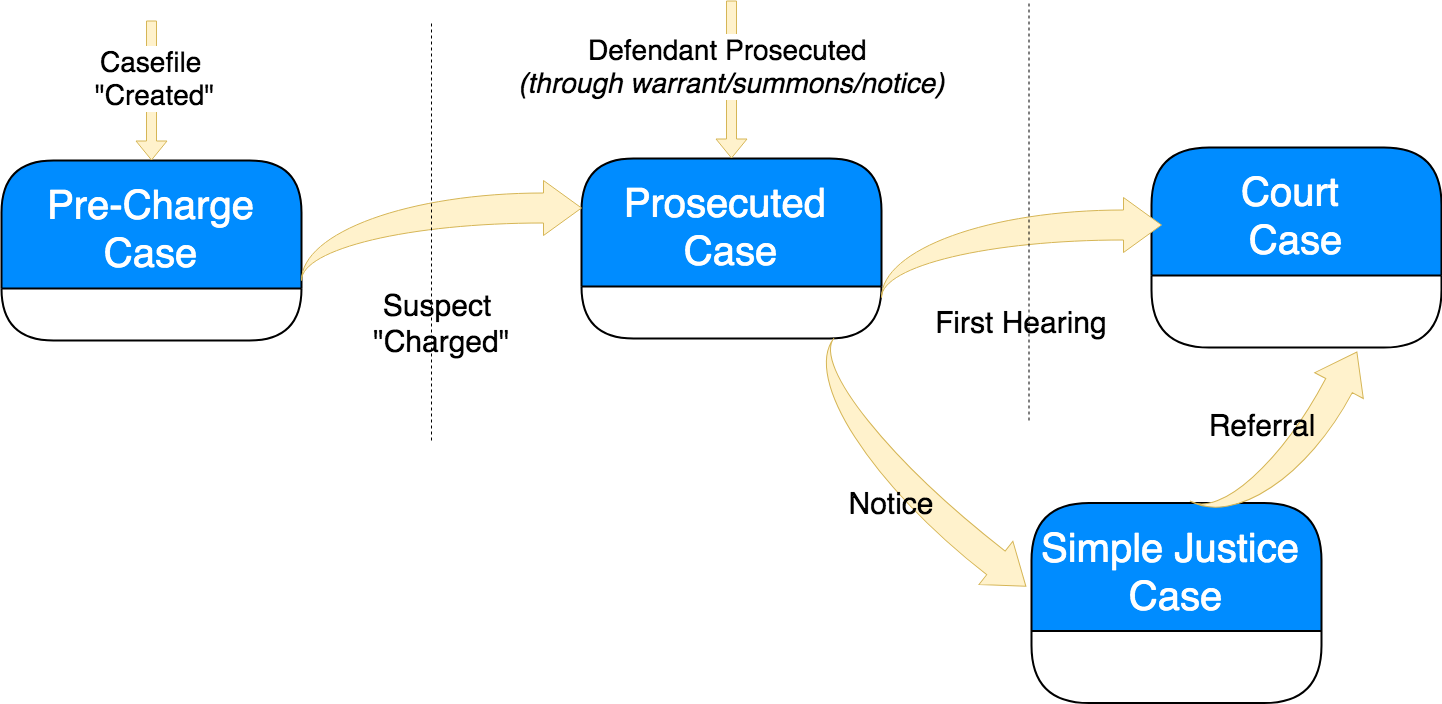 Casefile
"Created"
Defendant Prosecuted
(through warrant/summons/notice)
Pre-Charge
Case
Prosecuted
Case
Court
Case
Suspect
"Charged"
First Hearing
Referral
Notice
Simple Justice
Case